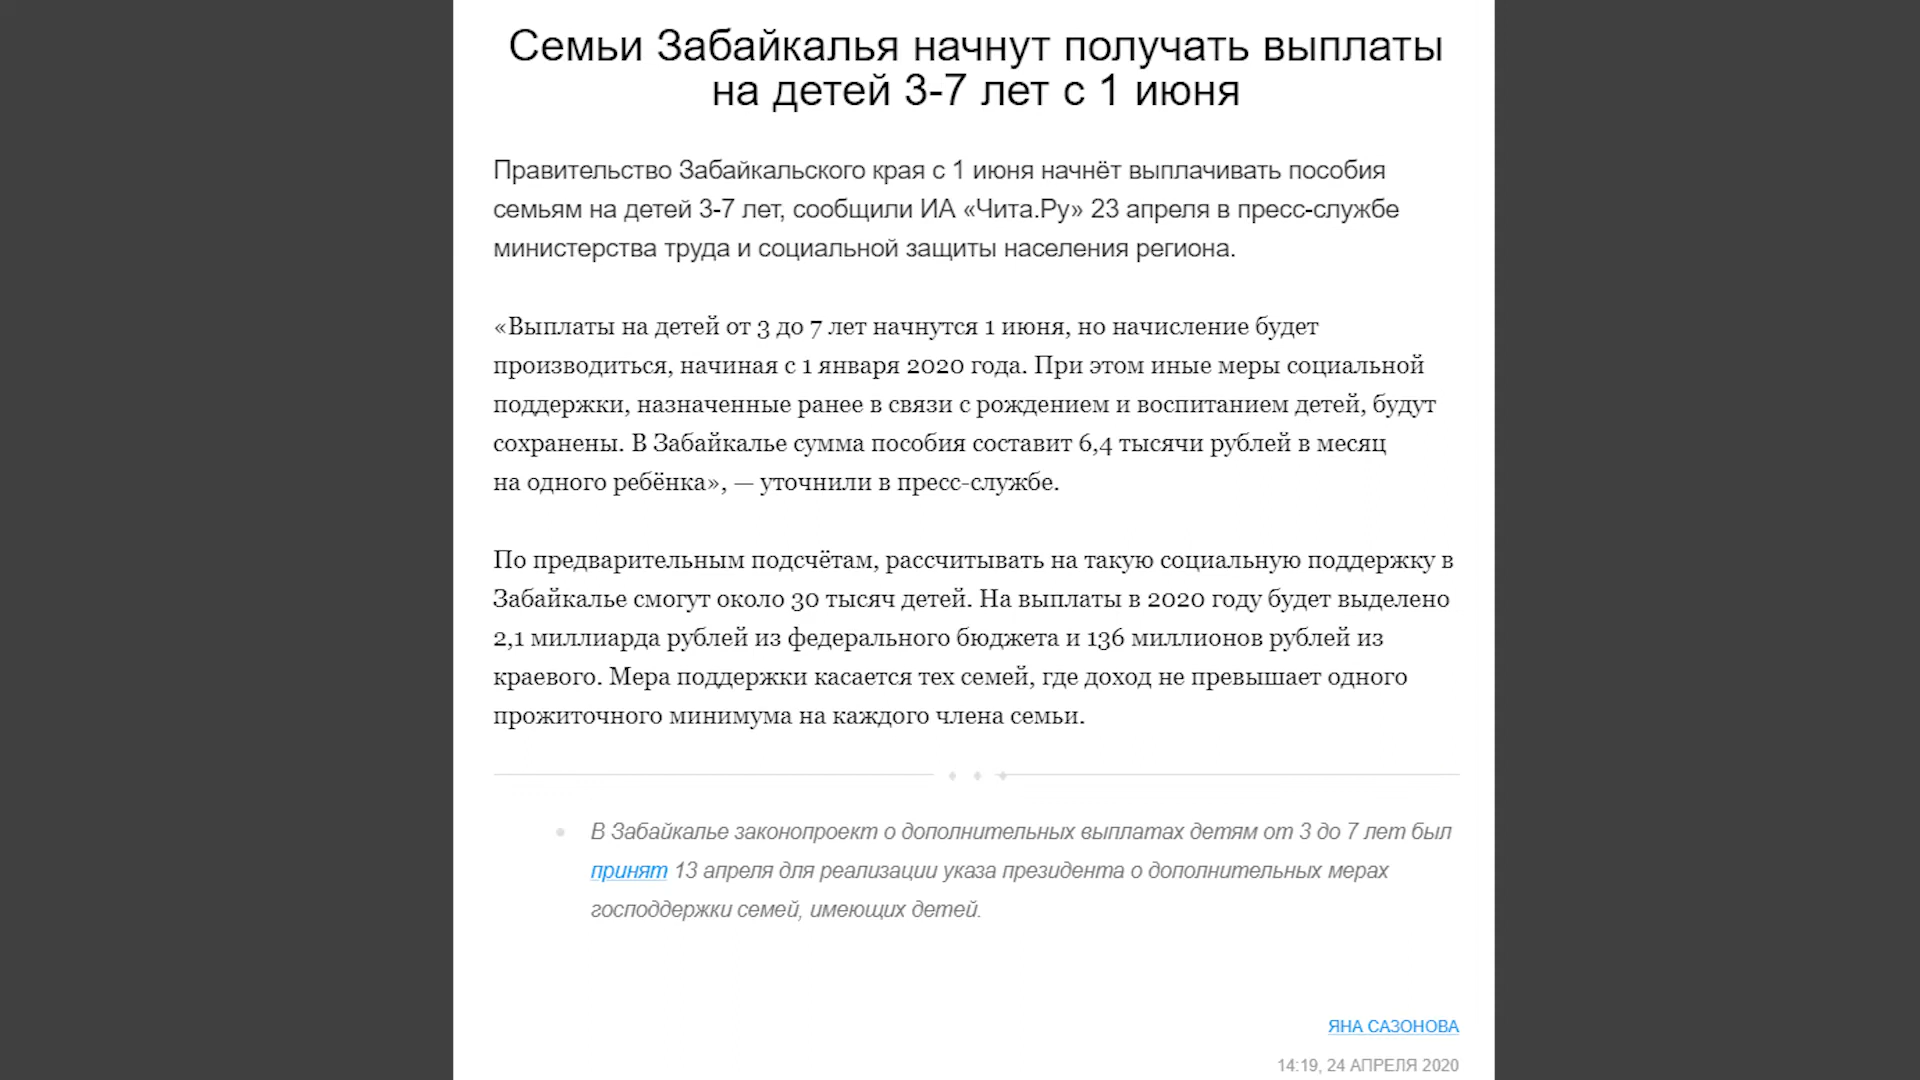 Семьи Забайкалья начнут получать выплаты
на детей 3-7 лет с 1 июня
Правительство Забайкальского края с 1 июня начнёт выплачивать пособия
семьям на детей 3-7 лет, сообщили ИА «Чита.Ру» 23 апреля в пресс-службе
министерства труда и социальной защиты населения региона.
«Выплаты на детей от 3 до 7 лет начнутся 1 июня, но начисление будет
производиться, начиная с 1 января 2020 года. При этом иные меры социальной
поддержки, назначенные ранее в связи с рождением и воспитанием детей, будут
сохранены. В Забайкалье сумма пособия составит 6,4 тысячи рублей в месяц
на одного ребёнка», — уточнили в пресс-службе.
По предварительным подсчётам, рассчитывать на такую социальную поддержку в
Забайкалье смогут около 30 тысяч детей. На выплаты в 2020 году будет выделено
2,1 миллиарда рублей из федерального бюджета и 136 миллионов рублей из
краевого. Мера поддержки касается тех семей, где доход не превышает одного
прожиточного минимума на каждого члена семьи.
В Забайкалье законопроект о дополнительных выплатах детям от 3 до 7 лет был
принят 13 апреля для реализации указа президента о дополнительных мерах
господдержки семей, имеющих детей.
ЯНА САЗОНОВА
14:19, 24 АПРЕЛЯ 2020